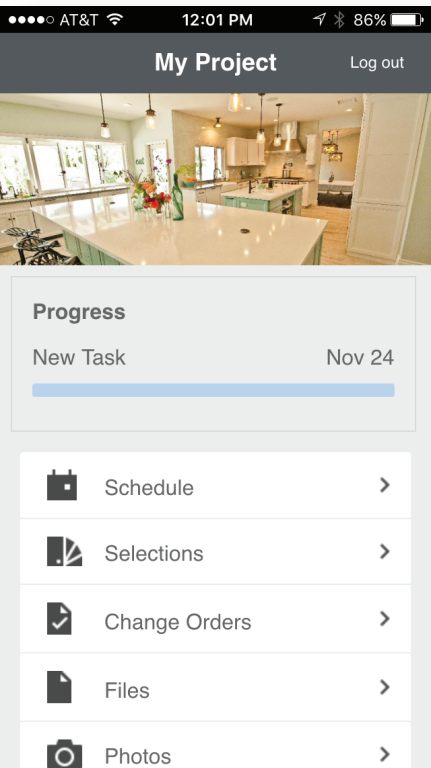 AT&T 12:01 PM 86%
My Project Log out
Progress
New Task Nov 24
Schedule
Selections
Change Orders
Files
Photos